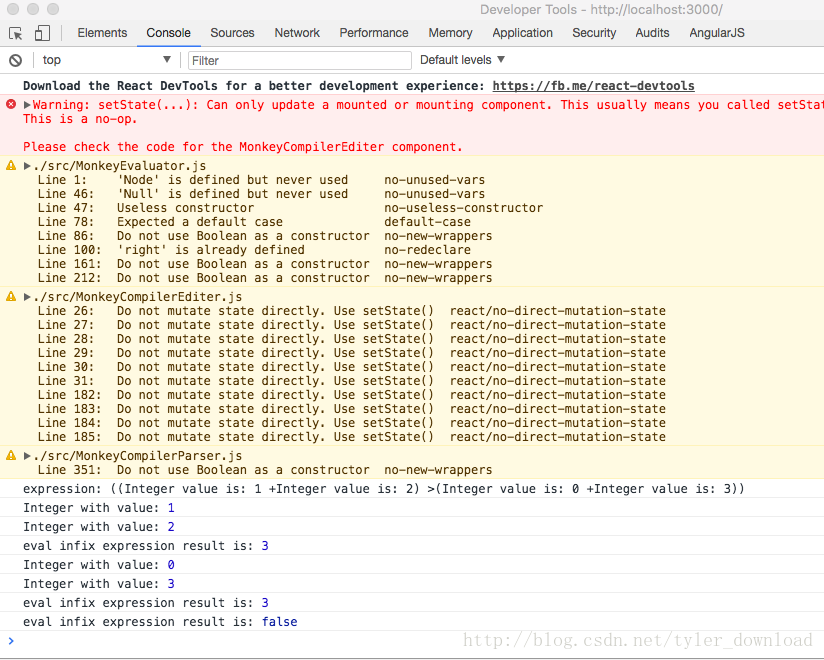 Developer Tools - http://localhost:3000/
Elements Console Sources Network Performance Memory Application Security Audits AngularJS
top ▼ Filter Default levels ▼
Download the React DevTools for a better development experience: https://fb.me/react-devtools
▶Warning: setState(...): Can only update a mounted or mounting component. This usually means you called setStat
This is a no-op.
Please check the code for the MonkeyCompilerEditer component.
▶./src/MonkeyEvaluator.js
Line 1: 'Node' is defined but never used no-unused-vars
Line 46: 'Null' is defined but never used no-unused-vars
Line 47: Useless constructor no-useless-constructor
Line 78: Expected a default case default-case
Line 86: Do not use Boolean as a constructor no-new-wrappers
Line 100: 'right' is already defined no-redeclare
Line 161: Do not use Boolean as a constructor no-new-wrappers
Line 212: Do not use Boolean as a constructor no-new-wrappers
▶./src/MonkeyCompilerEditer.js
Line 26: Do not mutate state directly. Use setState() react/no-direct-mutation-state
Line 27: Do not mutate state directly. Use setState() react/no-direct-mutation-state
Line 28: Do not mutate state directly. Use setState() react/no-direct-mutation-state
Line 29: Do not mutate state directly. Use setState() react/no-direct-mutation-state
Line 30: Do not mutate state directly. Use setState() react/no-direct-mutation-state
Line 31: Do not mutate state directly. Use setState() react/no-direct-mutation-state
Line 182: Do not mutate state directly. Use setState() react/no-direct-mutation-state
Line 183: Do not mutate state directly. Use setState() react/no-direct-mutation-state
Line 184: Do not mutate state directly. Use setState() react/no-direct-mutation-state
Line 185: Do not mutate state directly. Use setState() react/no-direct-mutation-state
▶./src/MonkeyCompilerParser.js
Line 351: Do not use Boolean as a constructor no-new-wrappers
expression: ((Integer value is: 1 +Integer value is: 2) >(Integer value is: 0 +Integer value is: 3))
Integer with value: 1
Integer with value: 2
eval infix expression result is: 3
Integer with value: 0
Integer with value: 3
eval infix expression result is: 3
eval infix expression result is: false
http://blog.csdn.net/tyler_download